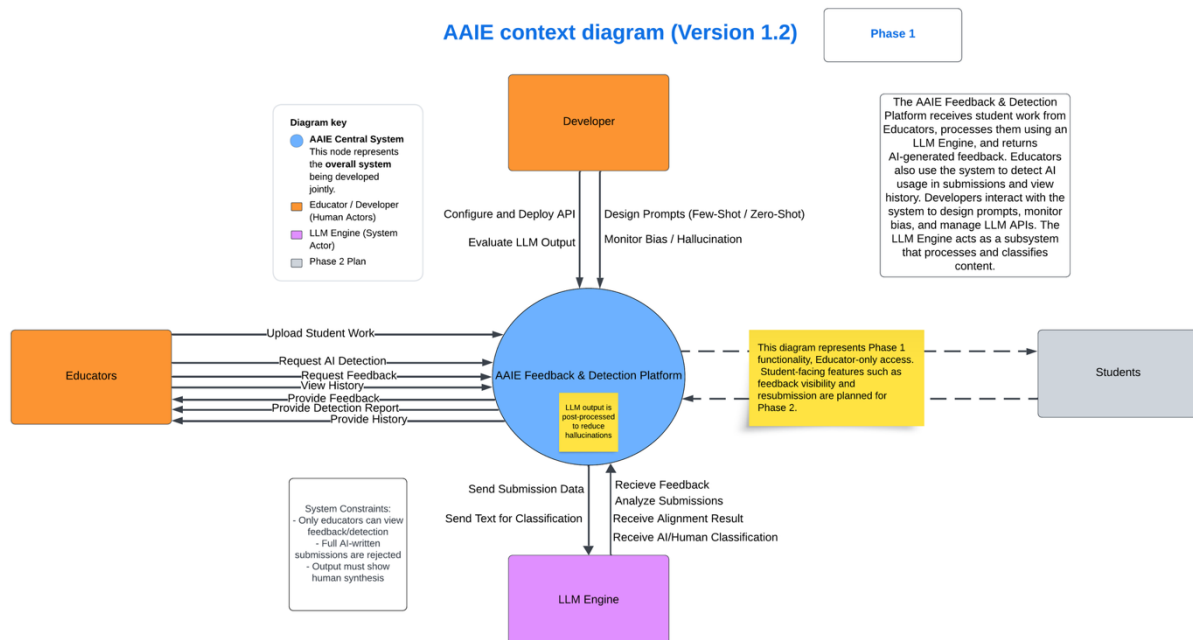 AAIE context diagram (Version 1.2)
Phase 1
Developer
The AAIE Feedback & Detection
Platform receives student work from
Educators, processes them using an
LLM Engine, and returns
AI-generated feedback. Educators
also use the system to detect AI
usage in submissions and view
history. Developers interact with the
system to design prompts, monitor
bias, and manage LLM APIs. The
LLM Engine acts as a subsystem
that processes and classifies
content.
Diagram key
AAIE Central System
This node represents
the overall system
being developed
jointly.
Educator / Developer
(Human Actors)
LLM Engine (System
Actor)
Phase 2 Plan
Configure and Deploy API
Evaluate LLM Output
Design Prompts (Few-Shot / Zero-Shot)
Monitor Bias / Hallucination
Educators
Upload Student Work
Request AI Detection
Request Feedback
View History
Provide Feedback
Provide Detection Report
Provide History
AAIE Feedback & Detection Platform
LLM output is
post-processed
to reduce
hallucinations
This diagram represents Phase 1
functionality, Educator-only access.
Student-facing features such as
feedback visibility and
resubmission are planned for
Phase 2.
Students
System Constraints:
- Only educators can view
feedback/detection
- Full AI-written
submissions are rejected
- Output must show
human synthesis
Send Submission Data
Send Text for Classification
Recieve Feedback
Analyze Submissions
Receive Alignment Result
Receive AI/Human Classification
LLM Engine